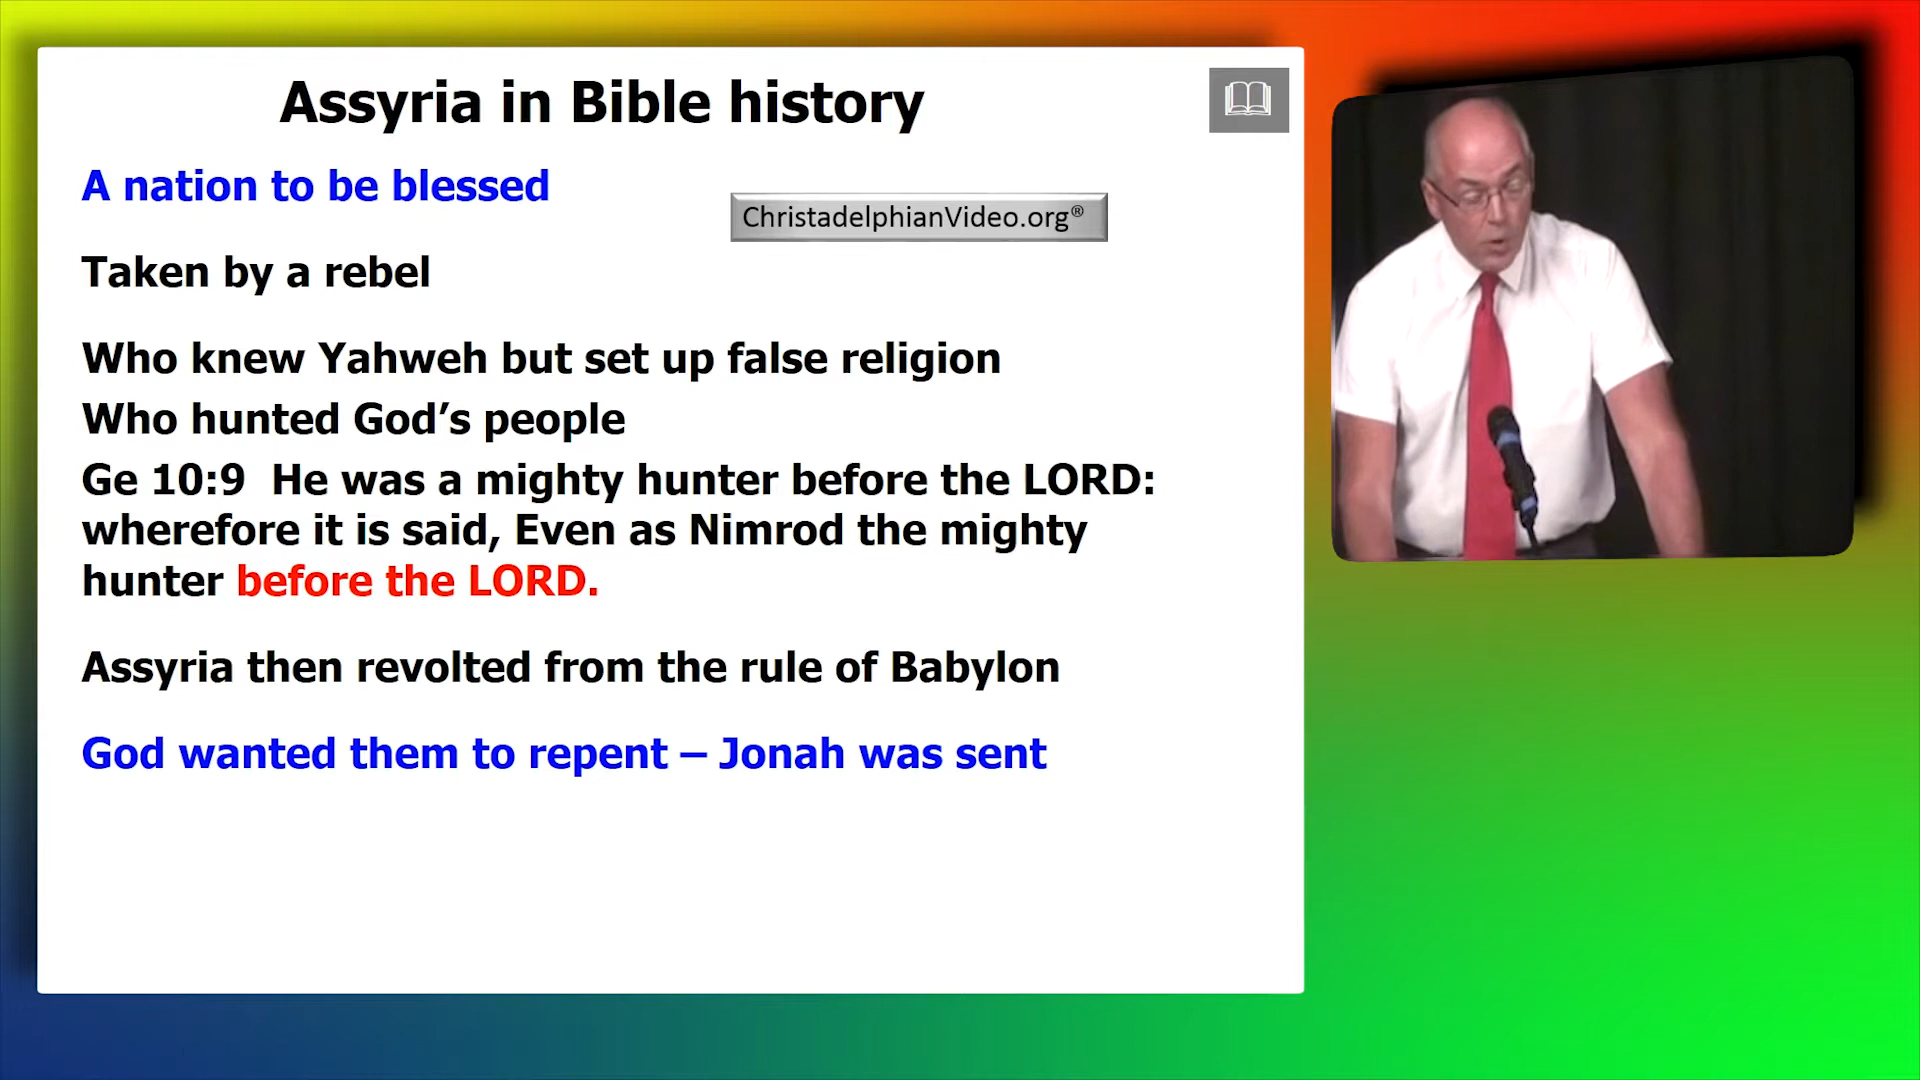 Assyria in Bible history
A nation to be blessed
ChristadelphianVideo.org®
Taken by a rebel
Who knew Yahweh but set up false religion
Who hunted God’s people
Ge 10:9  He was a mighty hunter before the LORD:
wherefore it is said, Even as Nimrod the mighty
hunter before the LORD.
Assyria then revolted from the rule of Babylon
God wanted them to repent – Jonah was sent